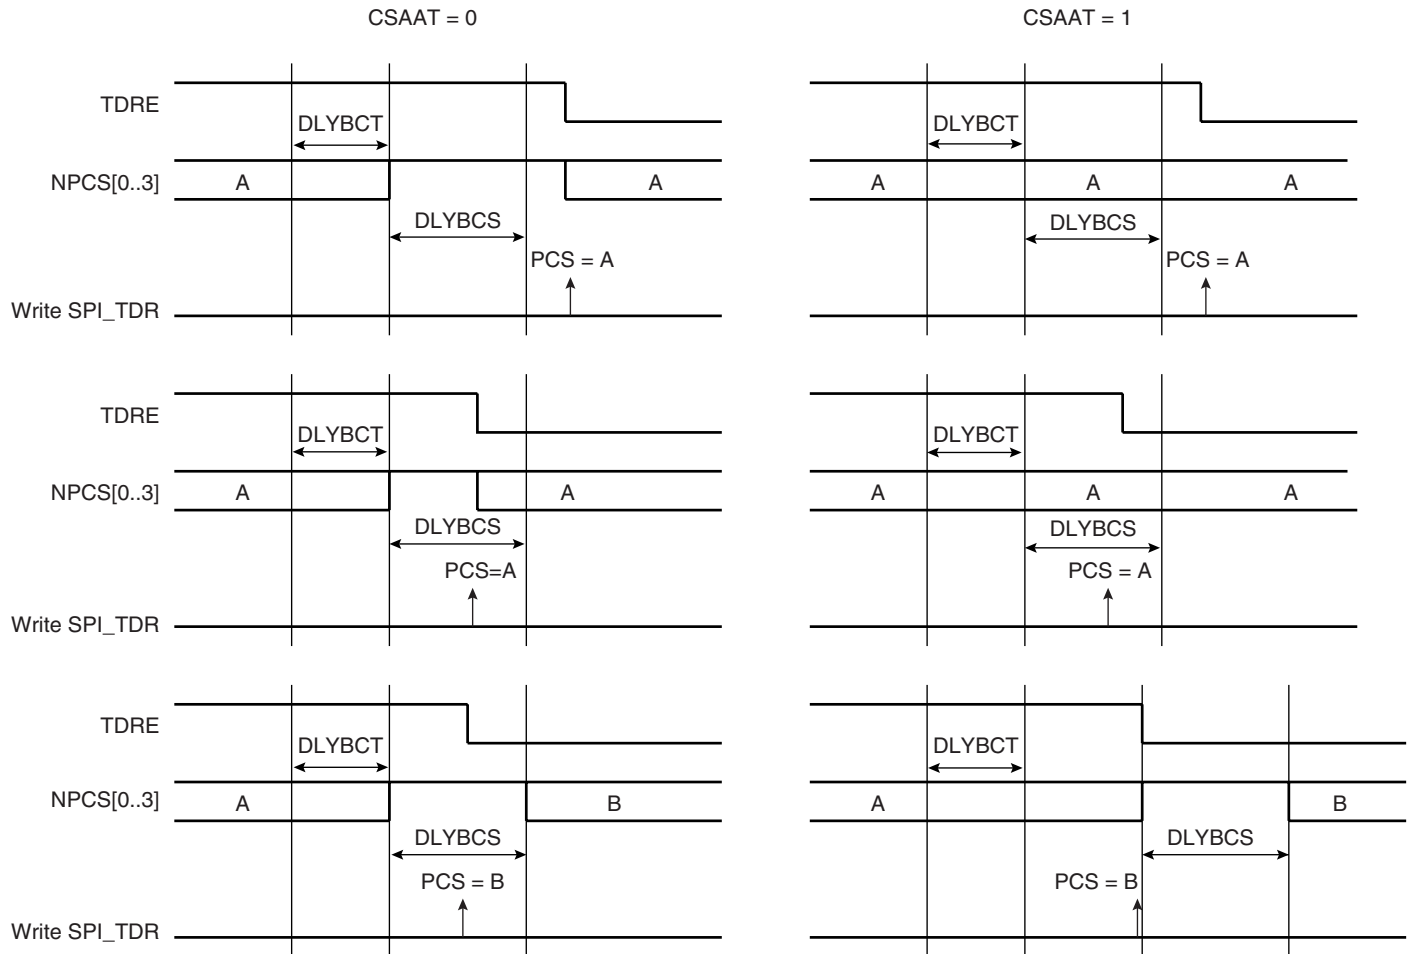 CSAAT = 0 CSAAT = 1
TDRE
DLYBCT DLYBCT
NPCS[0..3] A A A A A
DLYBCS DLYBCS
PCS = A PCS = A
Write SPI_TDR
TDRE
DLYBCT DLYBCT
NPCS[0..3] A A A A A
DLYBCS DLYBCS
PCS=A PCS = A
Write SPI_TDR
TDRE
DLYBCT DLYBCT
NPCS[0..3] A B A B
DLYBCS DLYBCS
PCS = B PCS = B
Write SPI_TDR